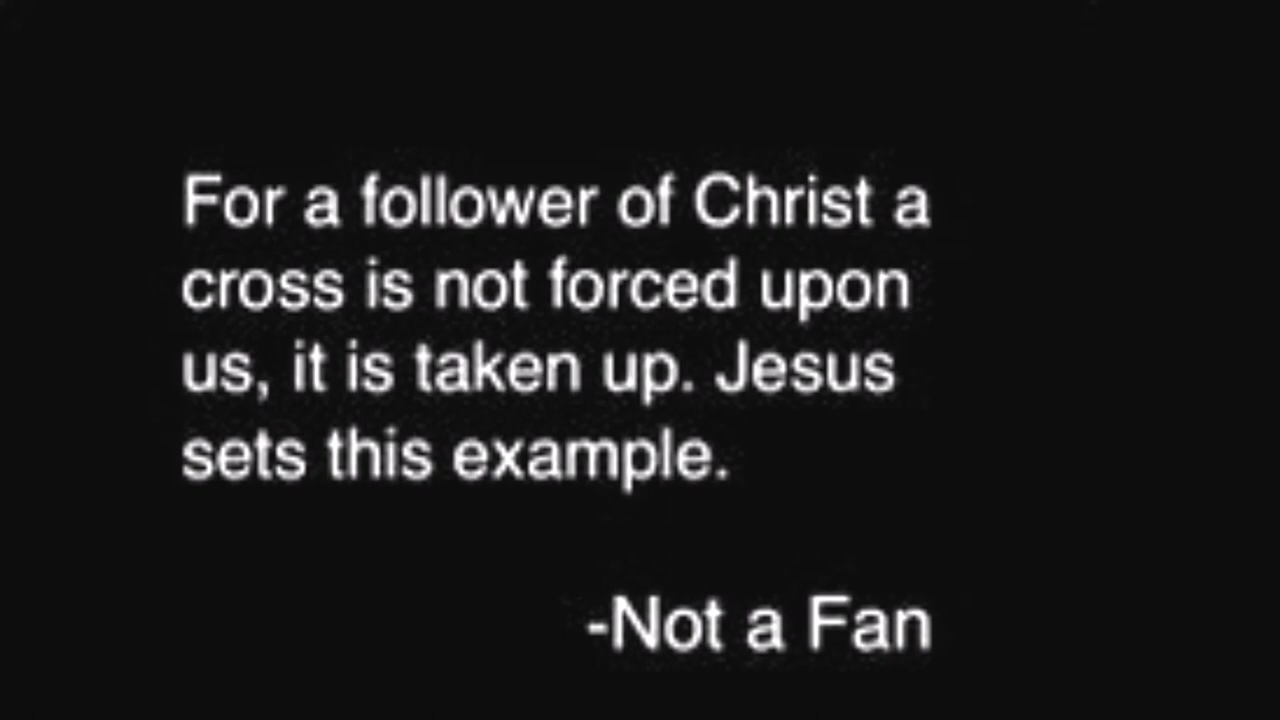 For a follower of Christ a
cross is not forced upon
us, it is taken up. Jesus
sets this example.
-Not a Fan